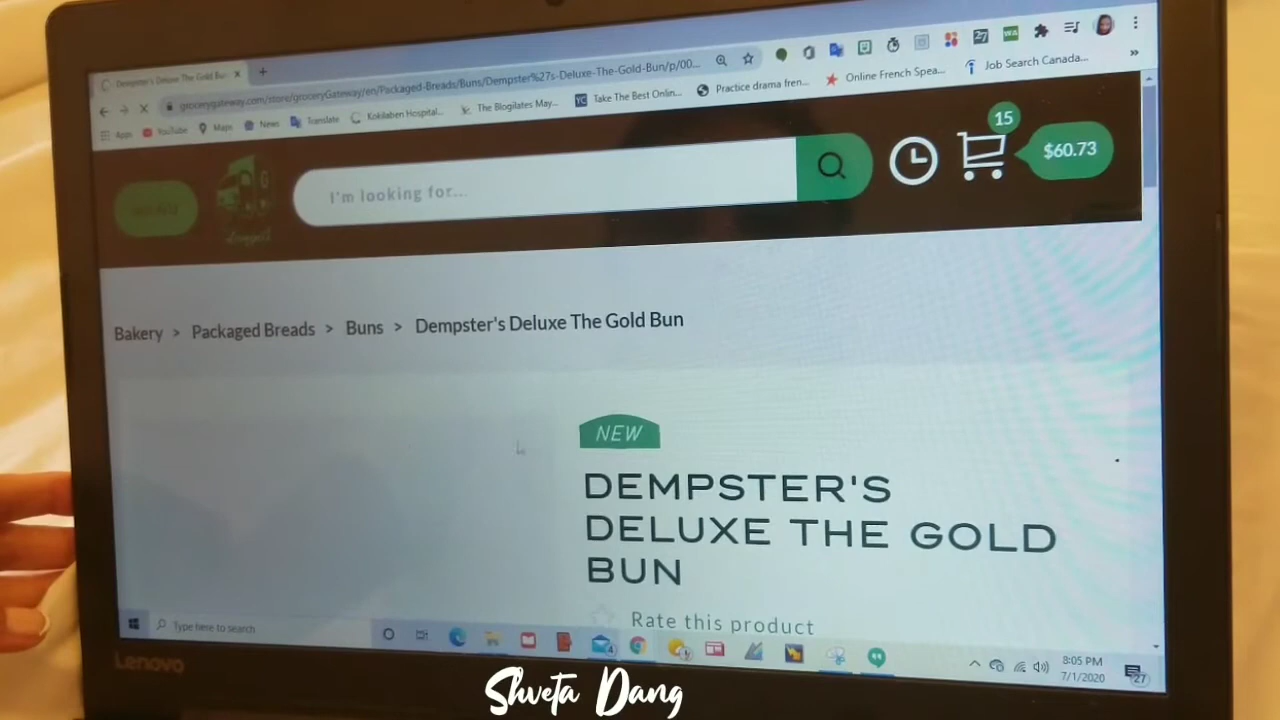 Dempster's Deluxe The Gold Bun
grocerygateway.com/store/groceryGateway/en/Packaged-Breads/Buns/Dempster%27s-Deluxe-The-Gold-Bun/p/00...
Apps YouTube Maps News Translate Kokilaben Hospital... The Blogilates May... Take The Best Onlin... Practice drama fren... Online French Spea... Job Search Canada... »
I'm looking for...
15
$60.73
Bakery > Packaged Breads > Buns > Dempster's Deluxe The Gold Bun
NEW
DEMPSTER'S
DELUXE THE GOLD
BUN
Rate this product
Type here to search
8:05 PM
7/1/2020
27
Lenovo
Shveta Dang